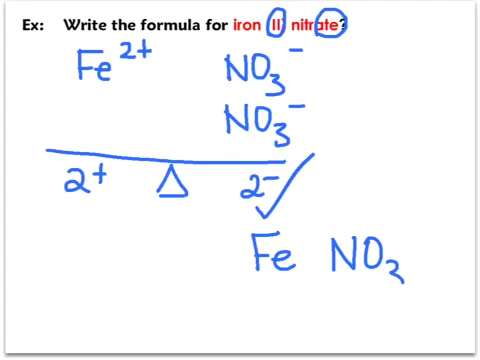 Ex: Write the formula for iron (II) nitrate?
Fe²⁺ NO₃⁻
NO₃⁻
2⁺ Δ 2⁻ ✓
Fe NO₃